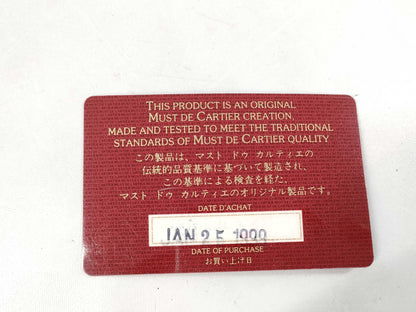 THIS PRODUCT IS AN ORIGINAL
MUST DE CARTIER CREATION,
MADE AND TESTED TO MEET THE TRADITIONAL
STANDARDS OF MUST DE CARTIER QUALITY
この製品は、マスト ドゥ カルティエの
伝統的品質基準に基づいて製造され、
この基準による検査を経た、
マスト ドゥ カルティエのオリジナル製品です。
DATE D'ACHAT
JAN 25
DATE OF PURCHASE
お買い上げ日